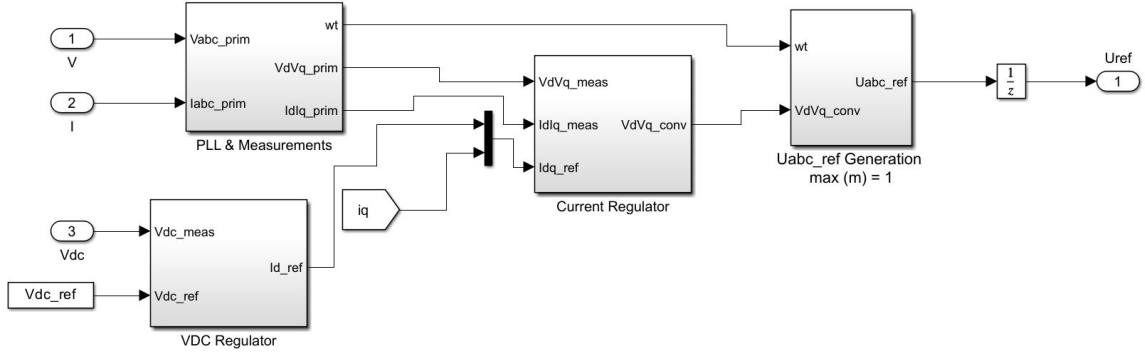 1
V
2
I
Vabc_prim
Iabc_prim
wt
VdVq_prim
IdIq_prim
PLL & Measurements
VdVq_meas
IdIq_meas
Idq_ref
VdVq_conv
Current Regulator
wt
VdVq_conv
Uabc_ref
Uabc_ref Generation
max (m) = 1
1
z
Uref
1
iq
3
Vdc
Vdc_ref
Vdc_meas
Vdc_ref
Id_ref
VDC Regulator